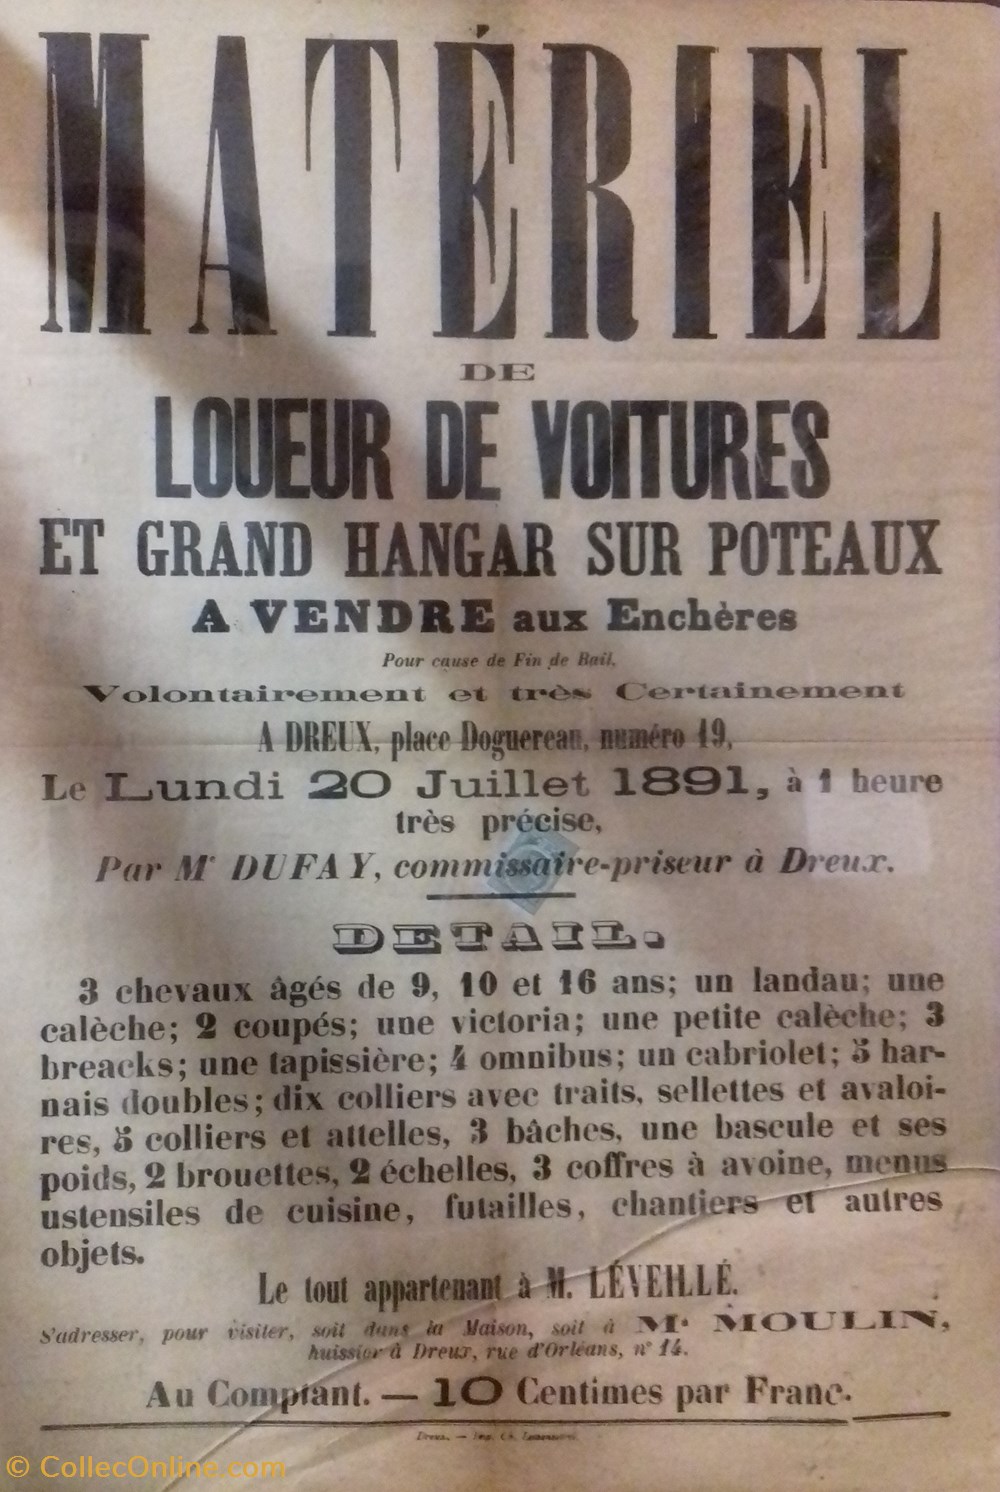 MATÉRIEL
DE
LOUEUR DE VOITURES
ET GRAND HANGAR SUR POTEAUX
A VENDRE aux Enchères
Pour cause de Fin de Bail,
Volontairement et très Certainement
A DREUX, place Doguereau, numéro 19,
Le Lundi 20 Juillet 1891, à 1 heure
très précise,
Par Mr DUFAY, commissaire-priseur à Dreux.
DETAIL.
3 chevaux âgés de 9, 10 et 16 ans; un landau; une
calèche; 2 coupés; une victoria; une petite calèche; 3
breacks; une tapissière; 4 omnibus; un cabriolet; 5 har-
nais doubles; dix colliers avec traits, sellettes et avaloi-
res, 5 colliers et attelles, 3 bâches, une bascule et ses
poids, 2 brouettes, 2 échelles, 3 coffres à avoine, menus
ustensiles de cuisine, futailles, chantiers et autres
objets.
Le tout appartenant à M. LÉVEILLÉ.
S'adresser, pour visiter, soit dans la Maison, soit à Me MOULIN,
huissier à Dreux, rue d'Orléans, n° 14.
Au Comptant. — 10 Centimes par Franc.
Dreux. — Imp. Ch.
© CollecOnline.com